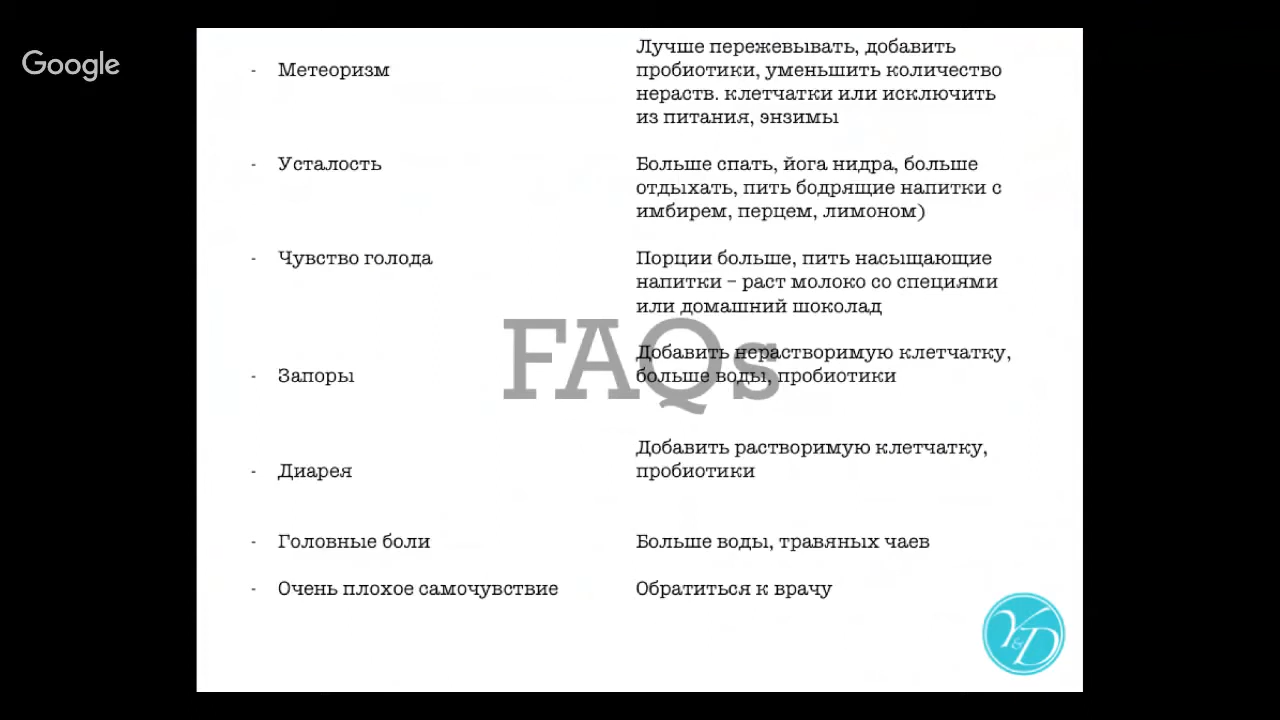 Google
Лучше пережевывать, добавить
- Метеоризм пробиотики, уменьшить количество
нераств. клетчатки или исключить
из питания, энзимы
- Усталость Больше спать, йога нидра, больше
отдыхать, пить бодрящие напитки с
имбирем, перцем, лимоном)
- Чувство голода Порции больше, пить насыщающие
напитки – раст молоко со специями
или домашний шоколад
FAQs
Добавить нерастворимую клетчатку,
- Запоры больше воды, пробиотики
Добавить растворимую клетчатку,
- Диарея пробиотики
- Головные боли Больше воды, травяных чаев
- Очень плохое самочувствие Обратиться к врачу
Y&D